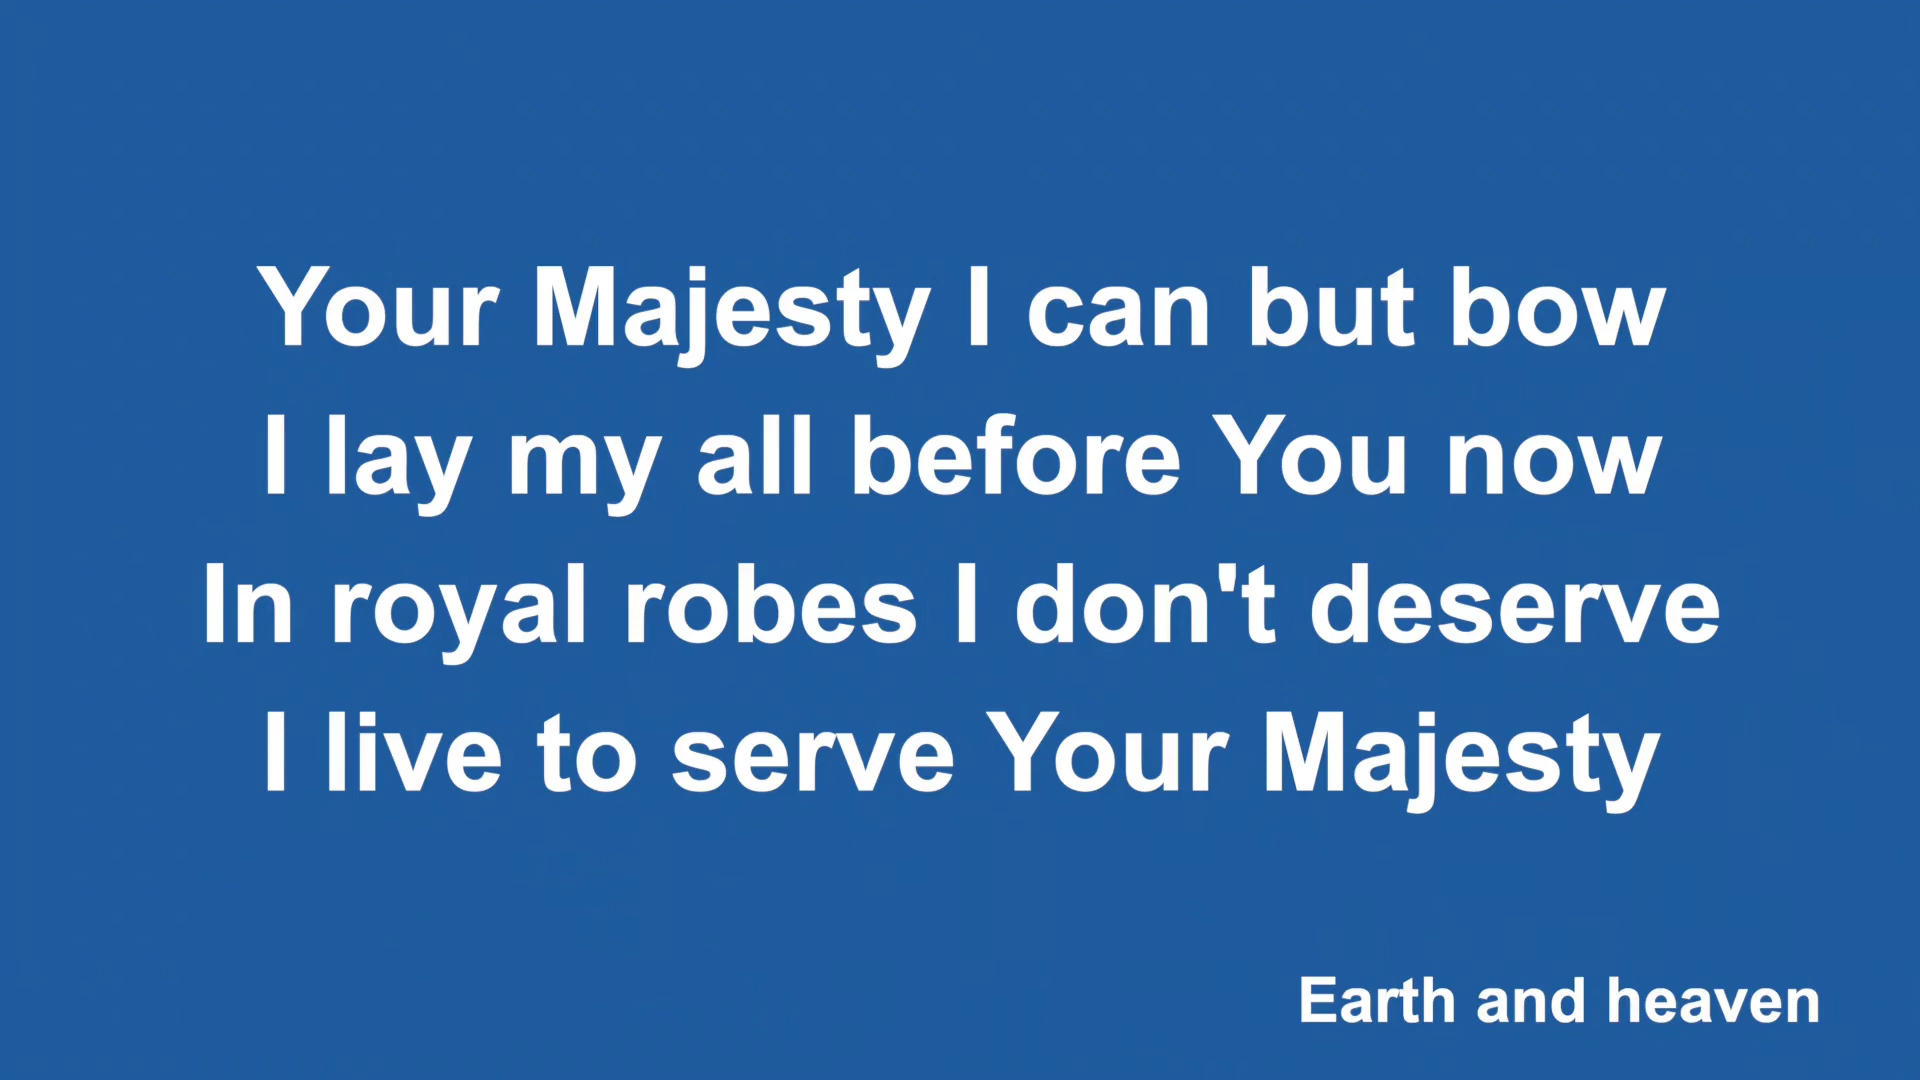 Your Majesty I can but bow
I lay my all before You now
In royal robes I don't deserve
I live to serve Your Majesty
Earth and heaven